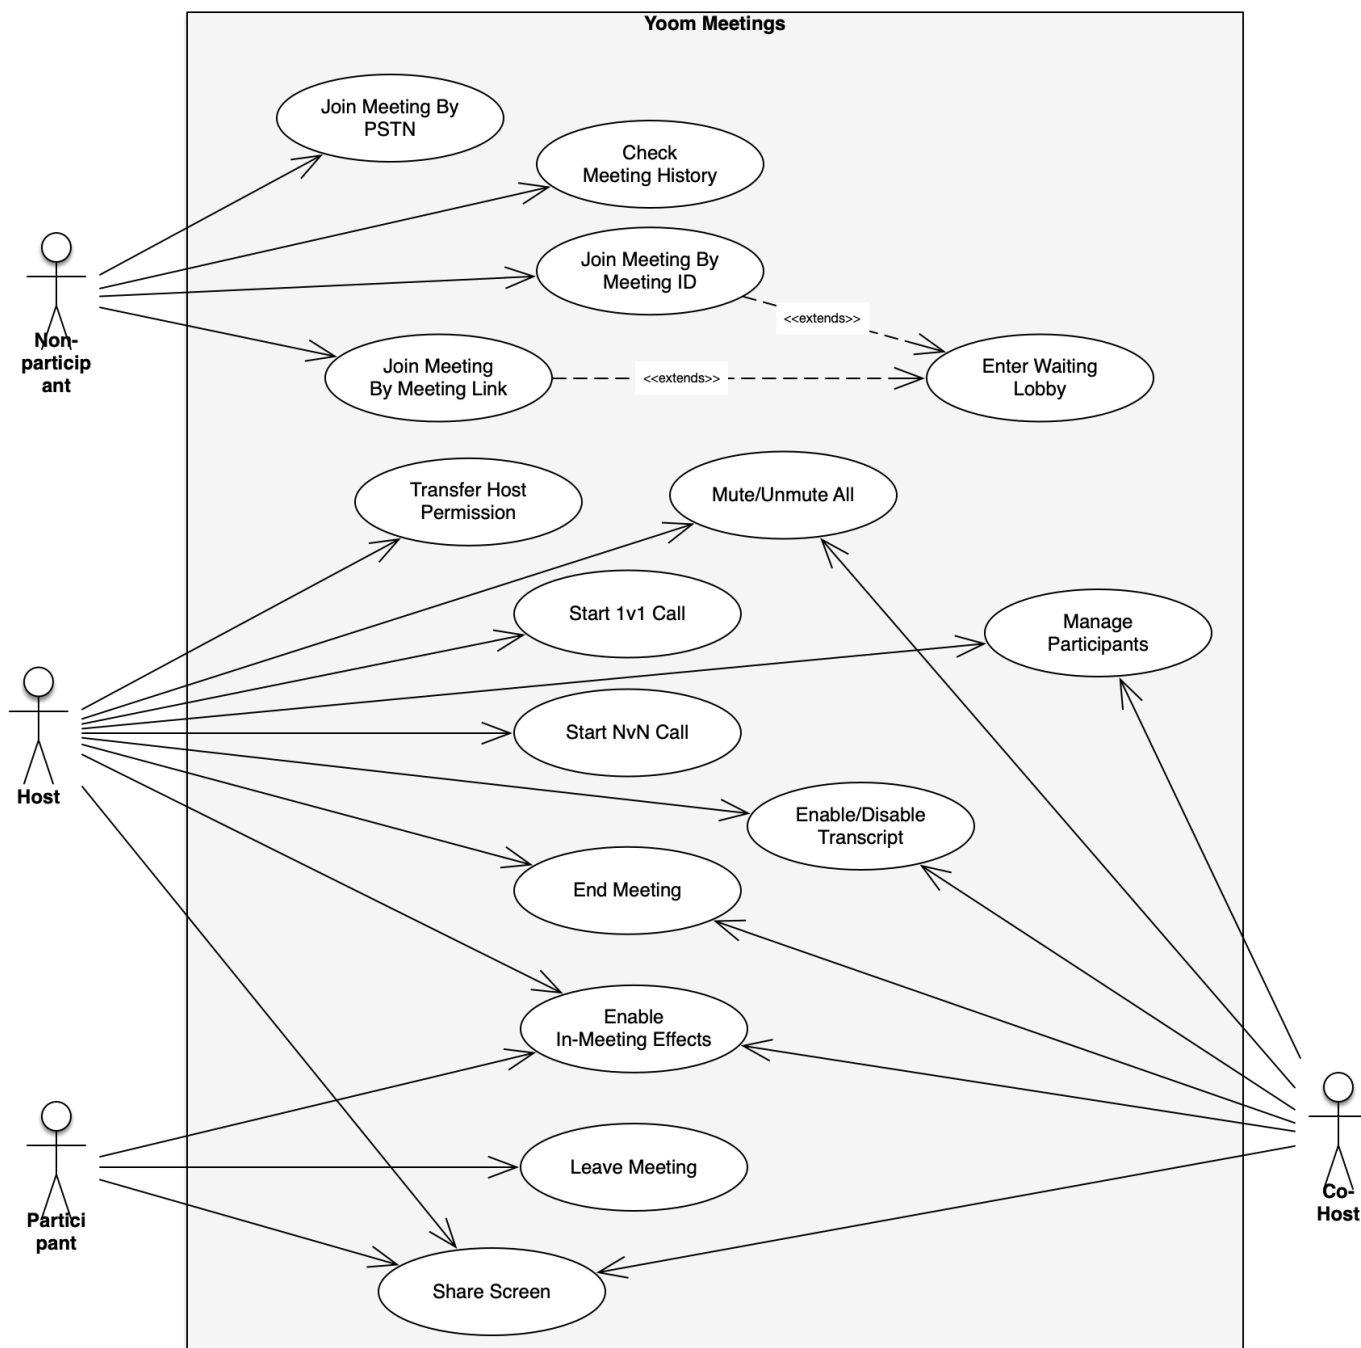 Yoom Meetings
Join Meeting By
PSTN
Check
Meeting History
Join Meeting By
Meeting ID
<<extends>>
Non-
particip
ant
Join Meeting
By Meeting Link
<<extends>>
Enter Waiting
Lobby
Transfer Host
Permission
Mute/Unmute All
Start 1v1 Call
Manage
Participants
Start NvN Call
Host
Enable/Disable
Transcript
End Meeting
Enable
In-Meeting Effects
Leave Meeting
Partici
pant
Co-
Host
Share Screen